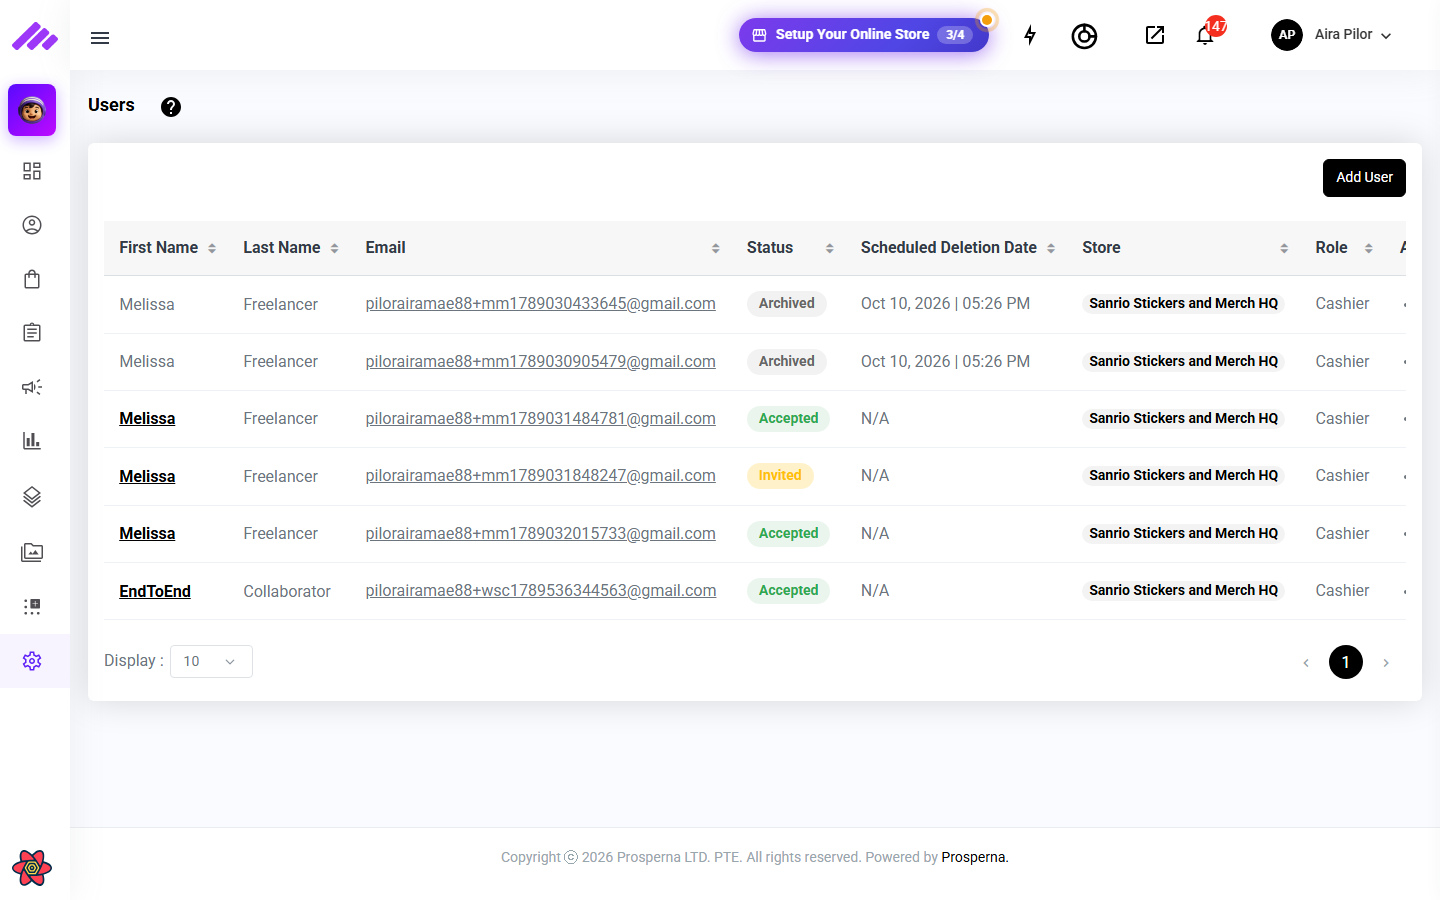 Setup Your Online Store 3/4
147
AP Aira Pilor
Users
Add User
First Name Last Name Email Status Scheduled Deletion Date Store Role
Melissa Freelancer pilorairamae88+mm1789030433645@gmail.com Archived Oct 10, 2026 | 05:26 PM Sanrio Stickers and Merch HQ Cashier
Melissa Freelancer pilorairamae88+mm1789030905479@gmail.com Archived Oct 10, 2026 | 05:26 PM Sanrio Stickers and Merch HQ Cashier
Melissa Freelancer pilorairamae88+mm1789031484781@gmail.com Accepted N/A Sanrio Stickers and Merch HQ Cashier
Melissa Freelancer pilorairamae88+mm1789031848247@gmail.com Invited N/A Sanrio Stickers and Merch HQ Cashier
Melissa Freelancer pilorairamae88+mm1789032015733@gmail.com Accepted N/A Sanrio Stickers and Merch HQ Cashier
EndToEnd Collaborator pilorairamae88+wsc1789536344563@gmail.com Accepted N/A Sanrio Stickers and Merch HQ Cashier
Display : 10
1
Copyright © 2026 Prosperna LTD. PTE. All rights reserved. Powered by Prosperna.